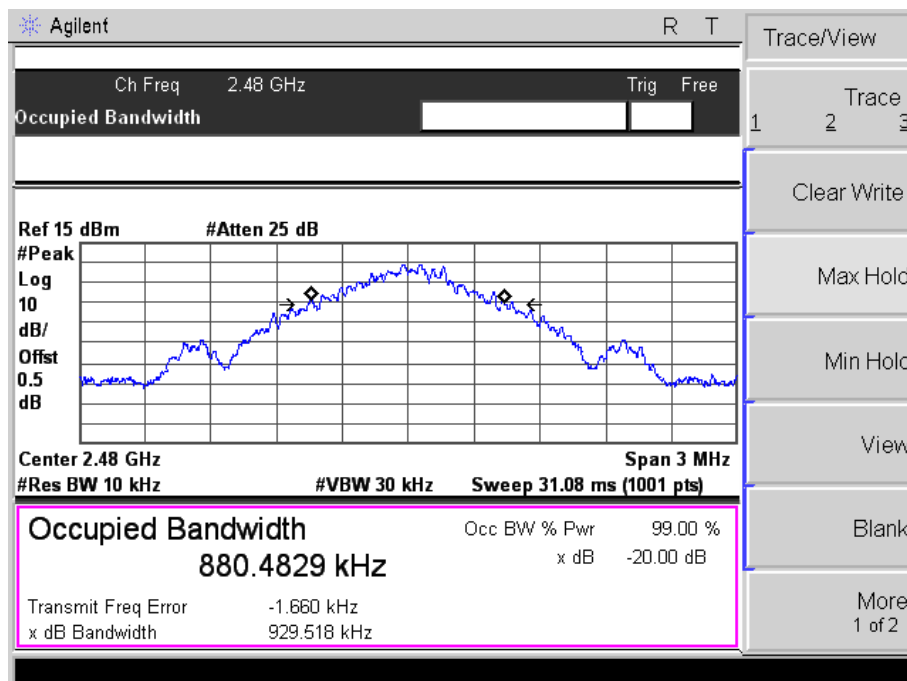 Agilent R T
Trace/View
Ch Freq 2.48 GHz Trig Free
Occupied Bandwidth
Trace
1 2 3
Clear Write
Max Hold
Min Hold
View
Blank
More
1 of 2
Ref 15 dBm #Atten 25 dB
#Peak
Log
10
dB/
Offst
0.5
dB
Center 2.48 GHz Span 3 MHz
#Res BW 10 kHz #VBW 30 kHz Sweep 31.08 ms (1001 pts)
Occupied Bandwidth Occ BW % Pwr 99.00 %
880.4829 kHz x dB -20.00 dB
Transmit Freq Error -1.660 kHz
x dB Bandwidth 929.518 kHz